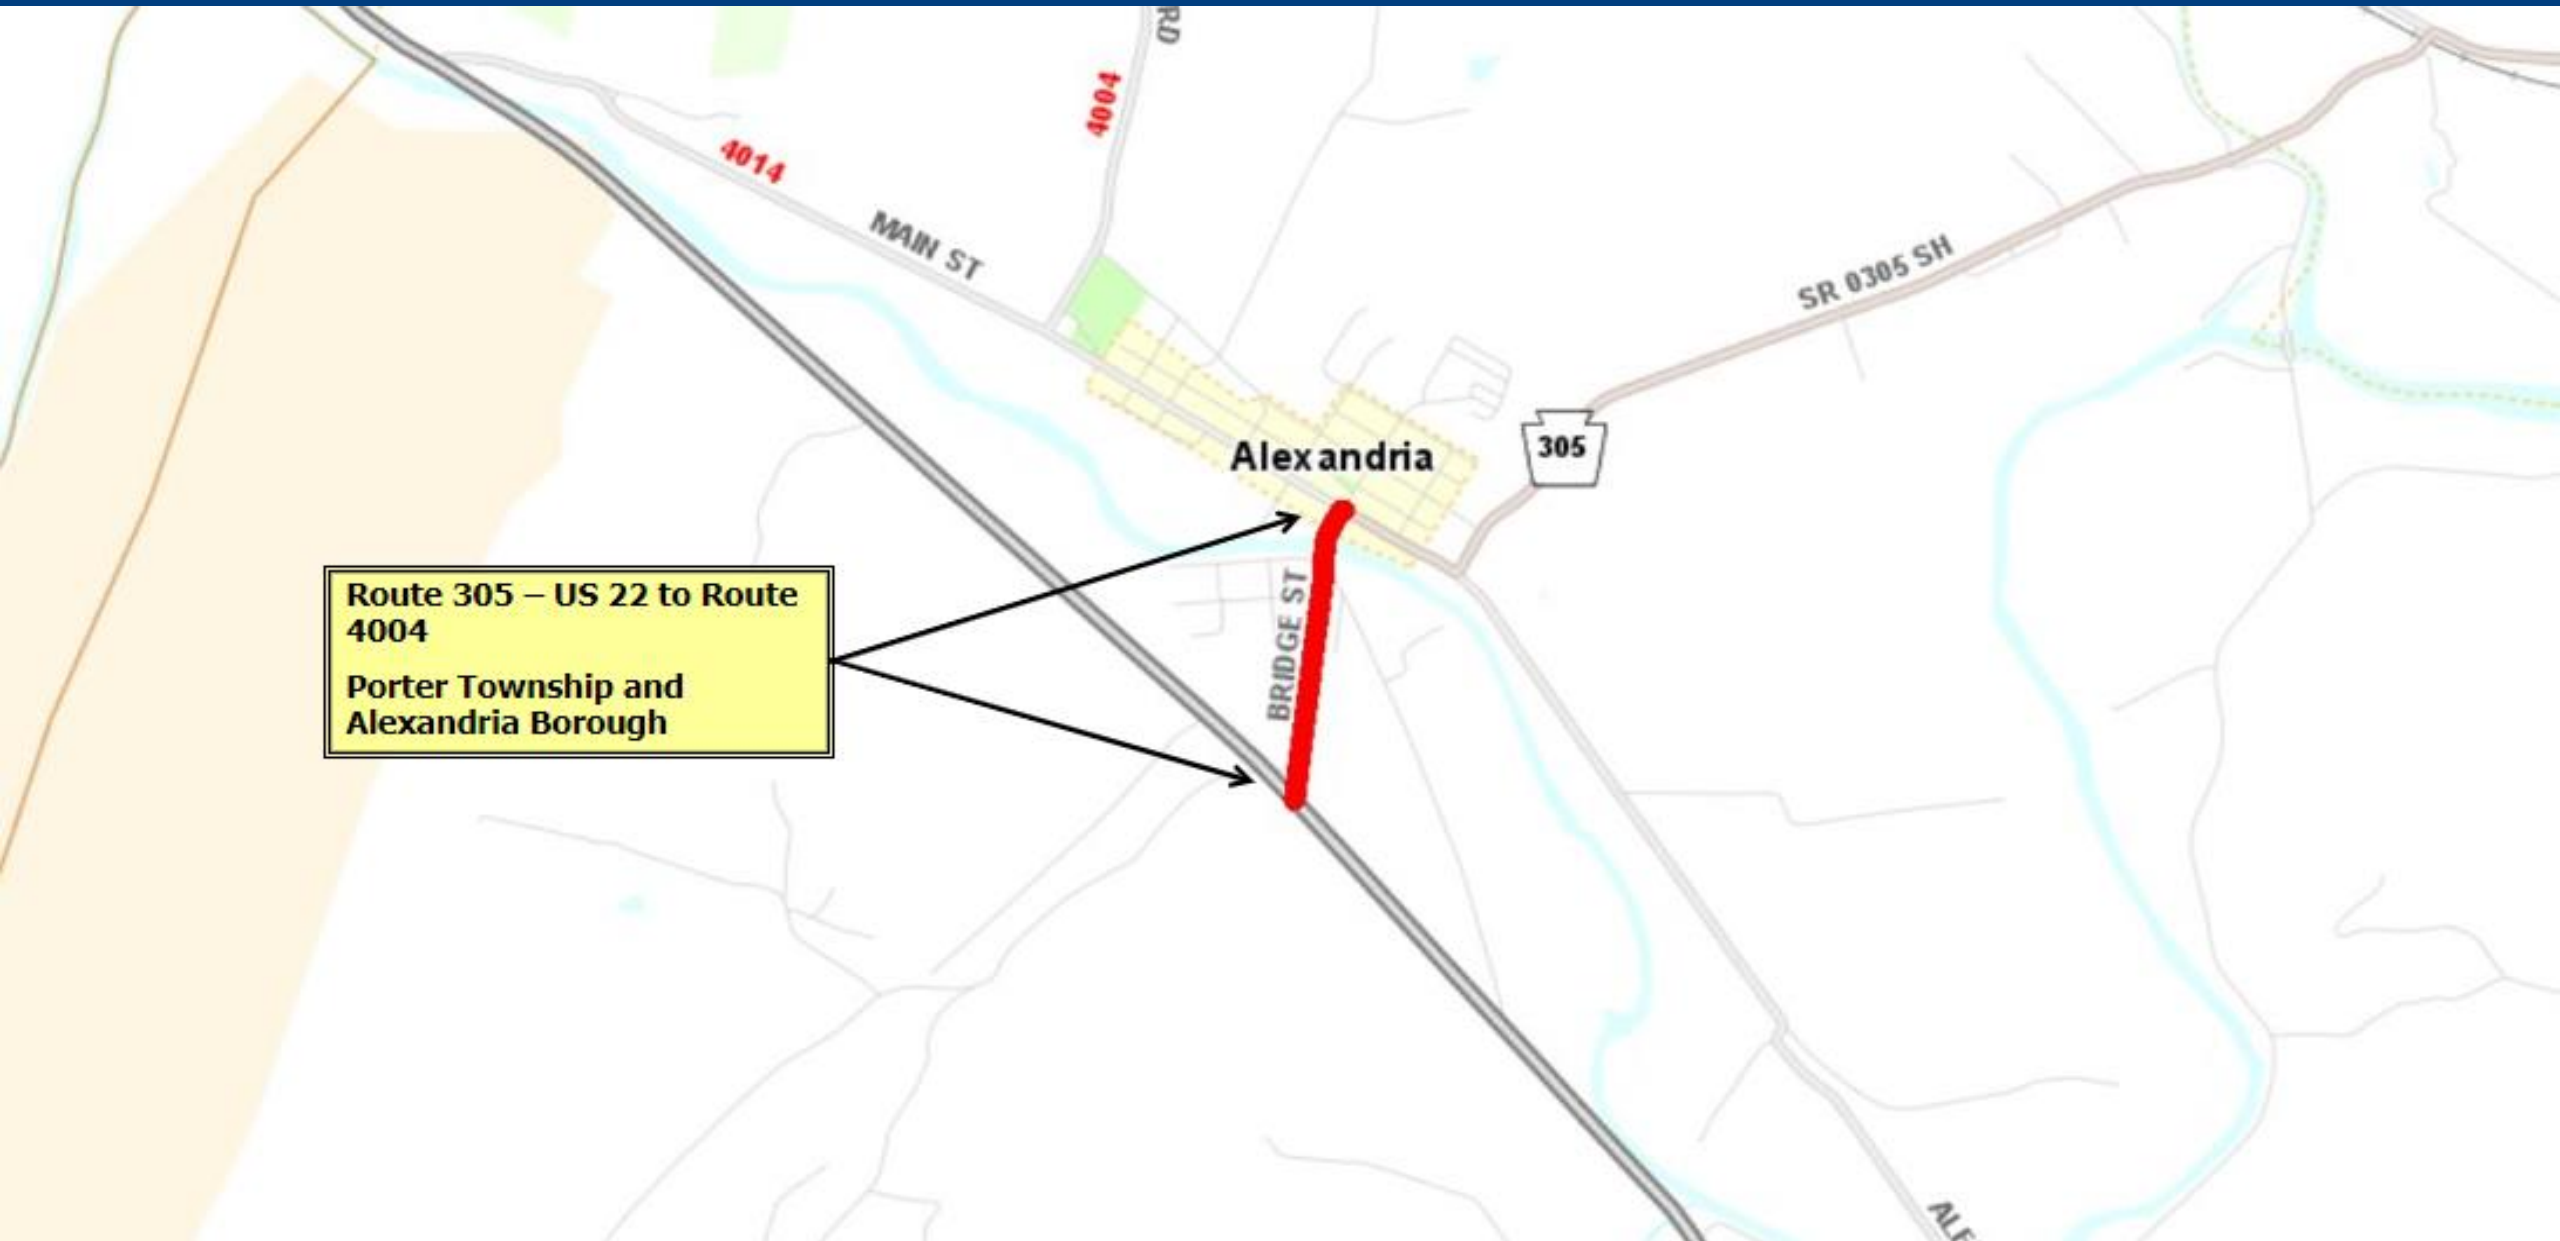 RD
4004
4014
MAIN ST
SR 0305 SH
305
Alexandria
BRIDGE ST
Route 305 – US 22 to Route
4004
Porter Township and
Alexandria Borough